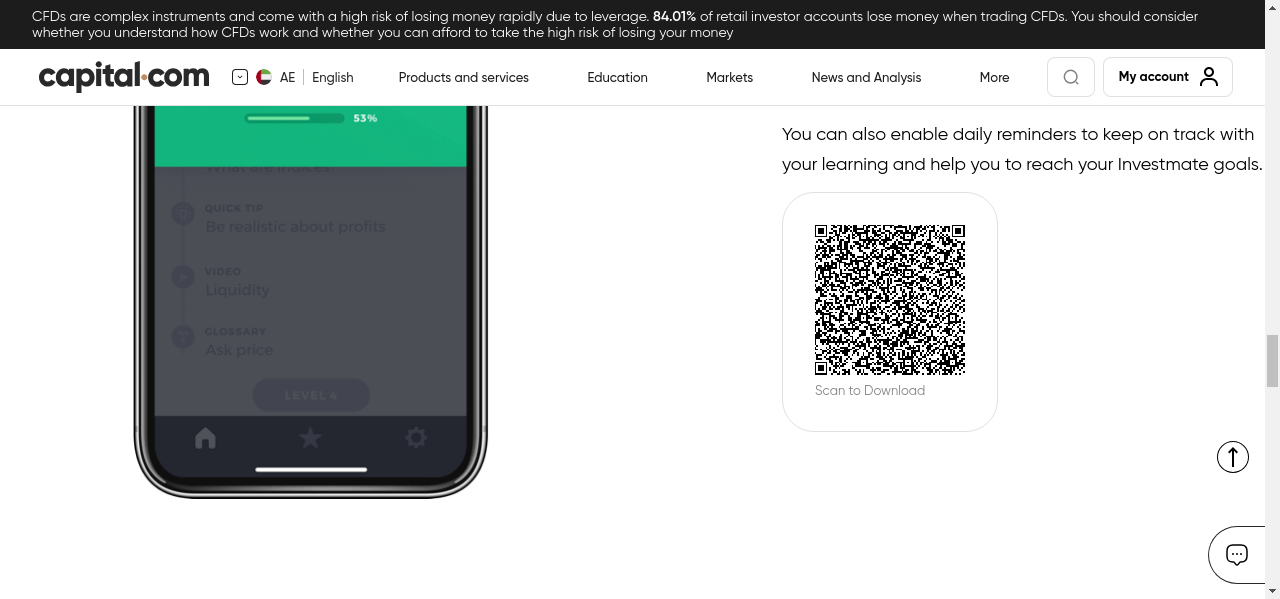 CFDs are complex instruments and come with a high risk of losing money rapidly due to leverage. 84.01% of retail investor accounts lose money when trading CFDs. You should consider
whether you understand how CFDs work and whether you can afford to take the high risk of losing your money
capital.com
AE
English
Products and services
Education
Markets
News and Analysis
More
My account
53%
What are indices?
QUICK TIP
Be realistic about profits
VIDEO
Liquidity
GLOSSARY
Ask price
LEVEL 4
You can also enable daily reminders to keep on track with
your learning and help you to reach your Investmate goals.
Scan to Download